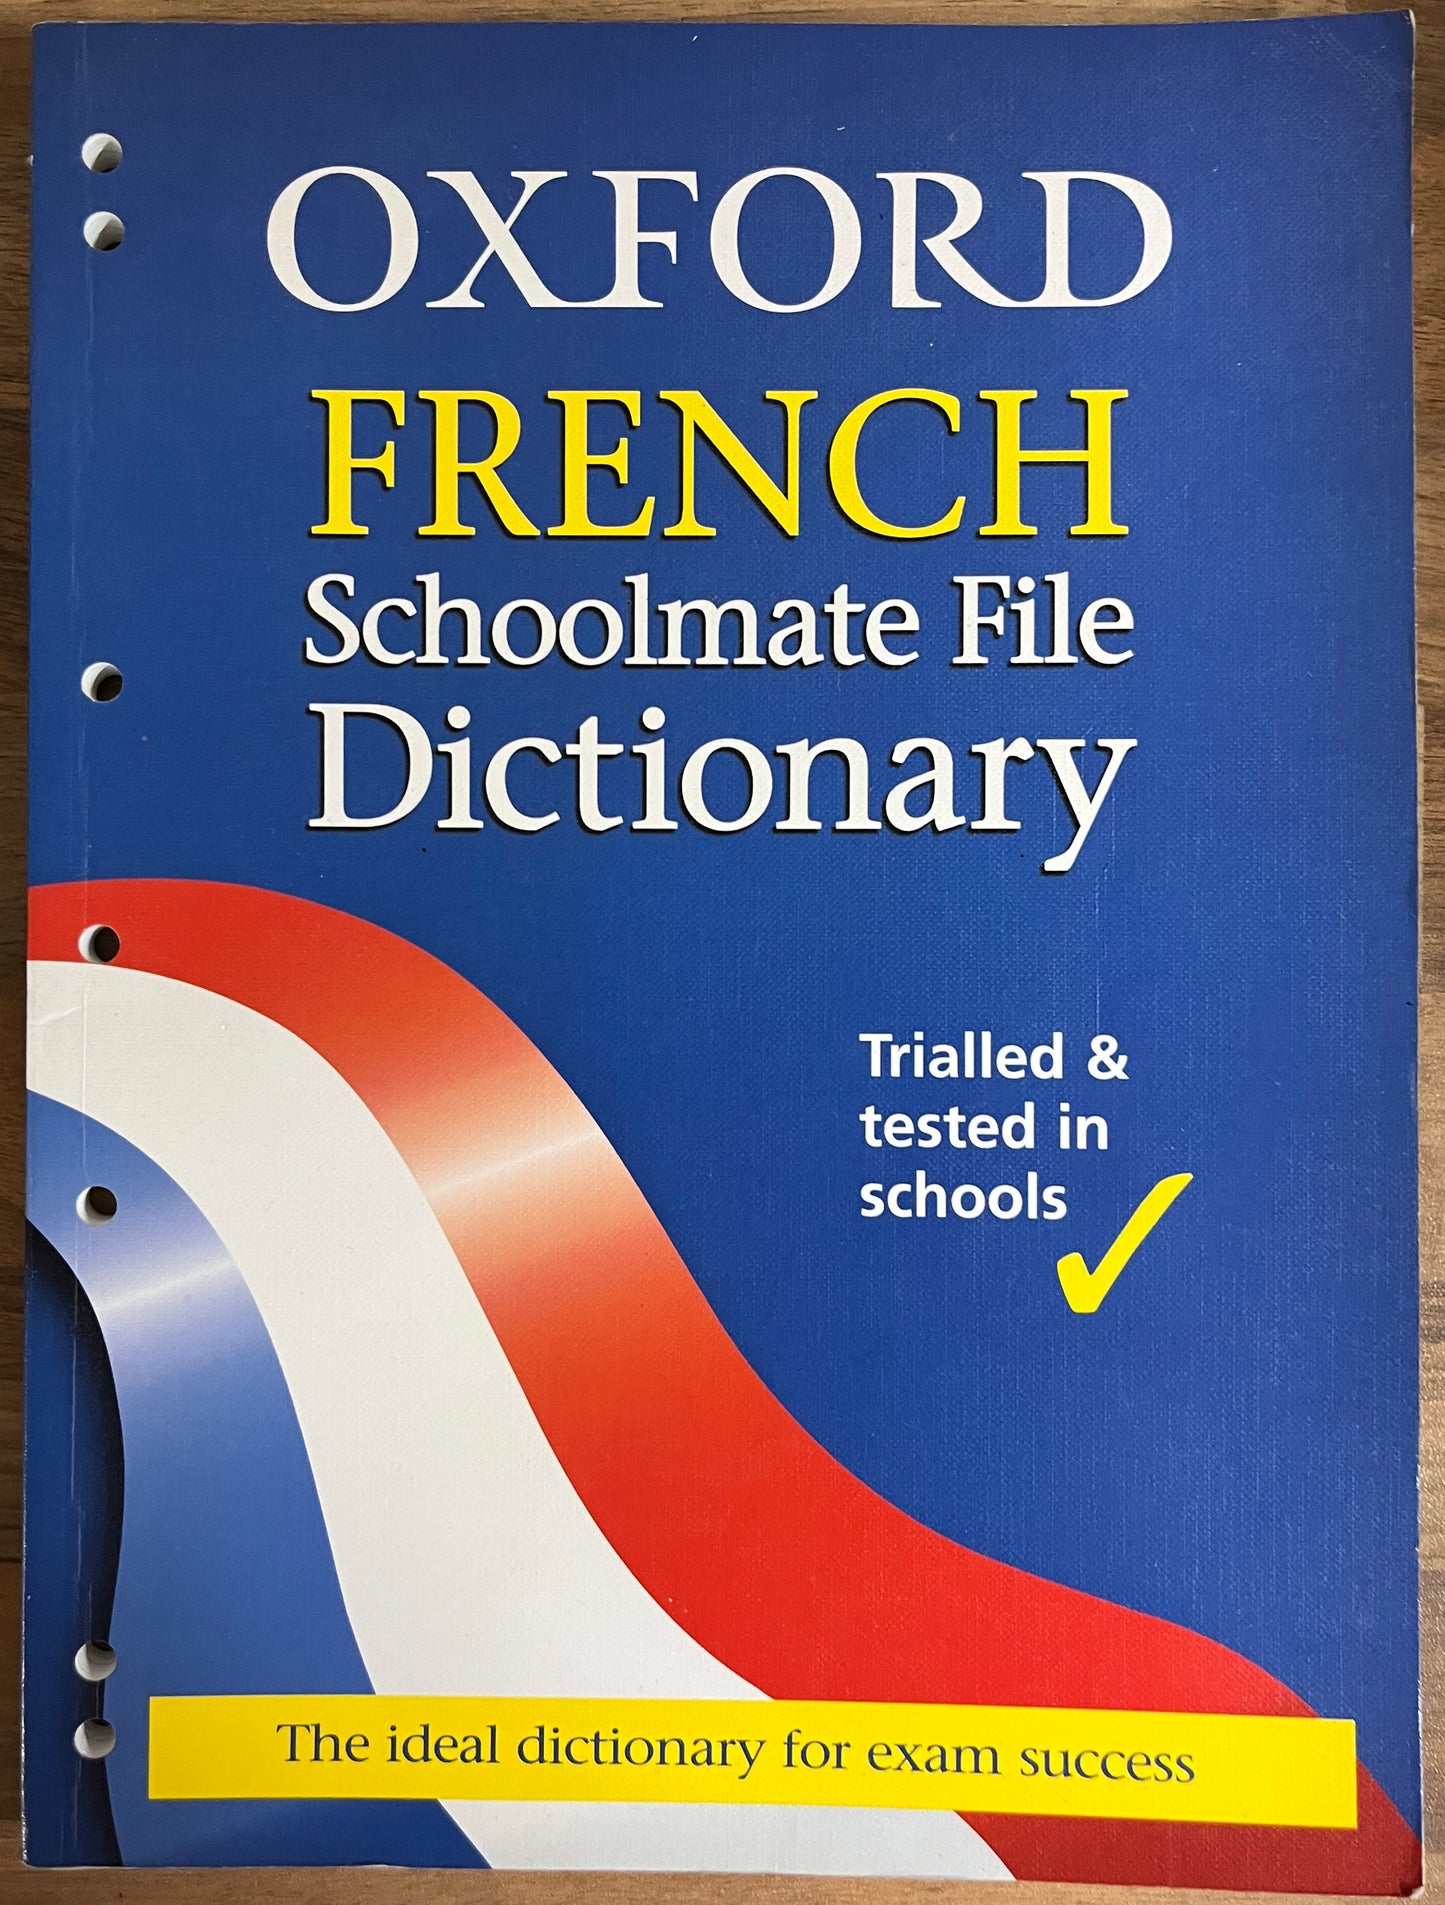 OXFORD
FRENCH
Schoolmate File
Dictionary
Trialled &
tested in
schools
The ideal dictionary for exam success